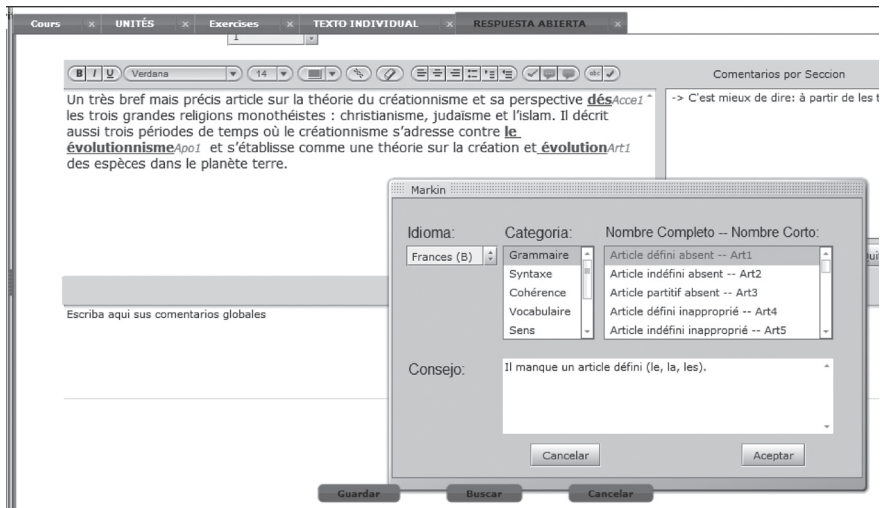 Cours × UNITÉS × Exercises × TEXTO INDIVIDUAL × RESPUESTA ABIERTA ×
1
B I U Verdana 14 abc Comentarios por Seccion
Un très bref mais précis article sur la théorie du créationnisme et sa perspective désAcce1
les trois grandes religions monothéistes : christianisme, judaïsme et l'islam. Il décrit
aussi trois périodes de temps où le créationnisme s'adresse contre le
évolutionnismeApo1 et s'établisse comme une théorie sur la création et évolutionArt1
des espèces dans le planète terre.
-> C'est mieux de dire: à partir de les t
Markin
Idioma: Categoria: Nombre Completo -- Nombre Corto:
Frances (B) Grammaire Article défini absent -- Art1
Syntaxe Article indéfini absent -- Art2
Cohérence Article partitif absent -- Art3
Vocabulaire Article défini inapproprié -- Art4
Sens Article indéfini inapproprié -- Art5
Escriba aqui sus comentarios globales
Consejo: Il manque un article défini (le, la, les).
Cancelar Aceptar
Guardar Buscar Cancelar